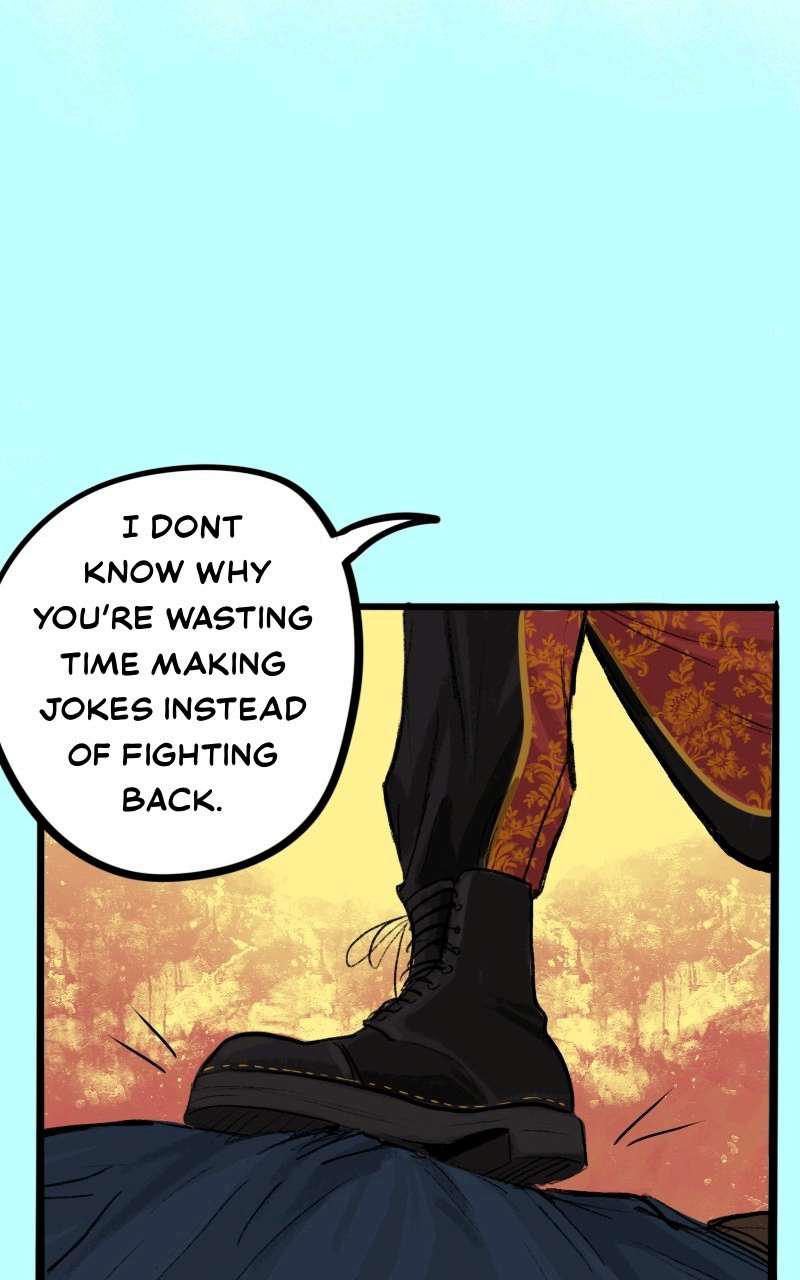 I DONT
KNOW WHY
YOU'RE WASTING
TIME MAKING
JOKES INSTEAD
OF FIGHTING
BACK.